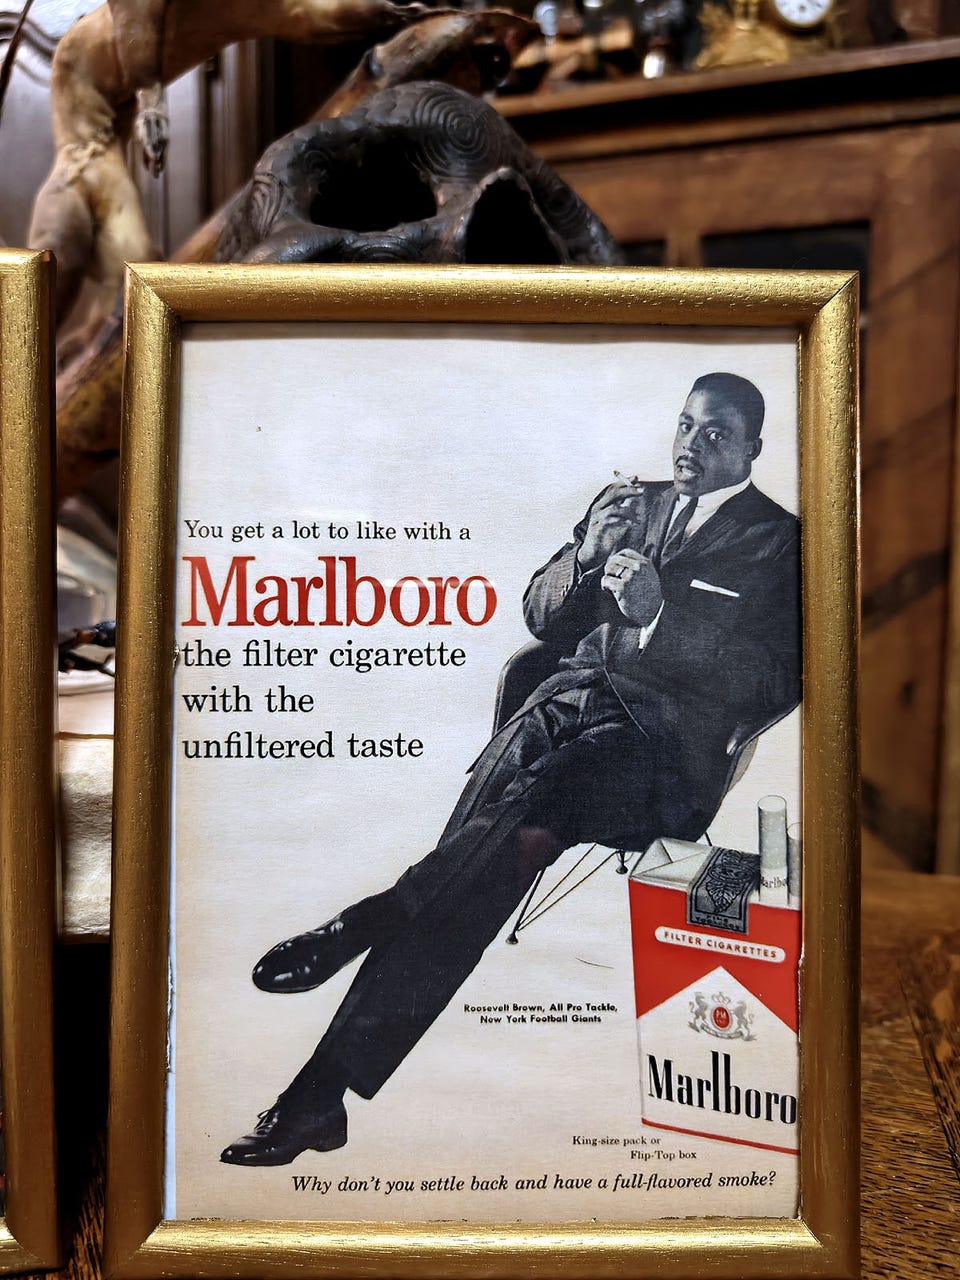 You get a lot to like with a
Marlboro
the filter cigarette
with the
unfiltered taste
Marlbo
FILTER CIGARETTES
PM
Roosevelt Brown, All Pro Tackle,
New York Football Giants
Marlboro
King-size pack or
Flip-Top box
Why don't you settle back and have a full-flavored smoke?